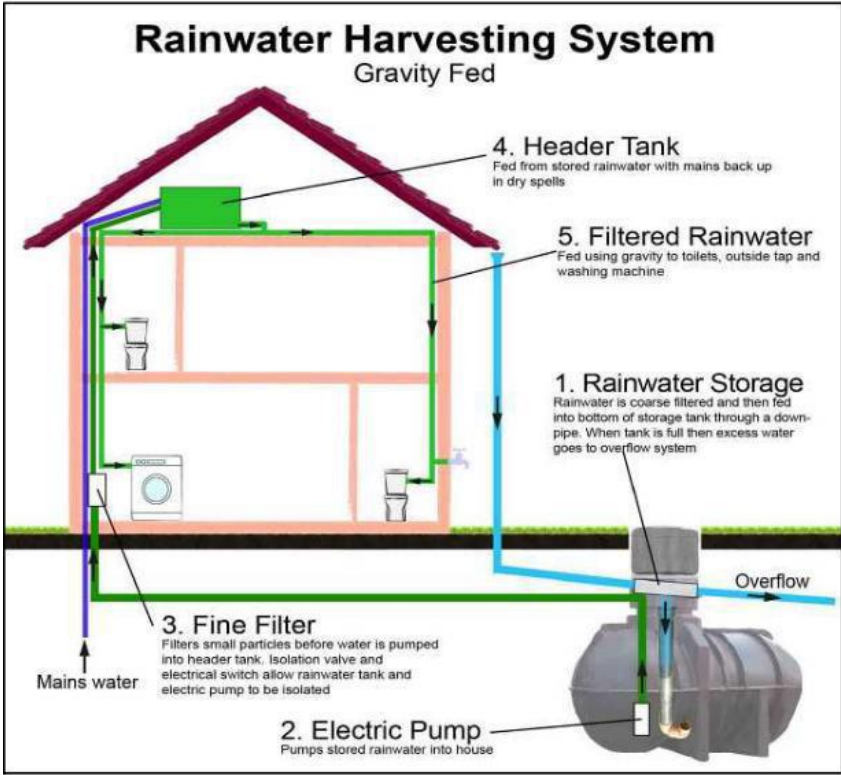 Rainwater Harvesting System
Gravity Fed
4. Header Tank
Fed from stored rainwater with mains back up
in dry spells
5. Filtered Rainwater
Fed using gravity to toilets, outside tap and
washing machine
1. Rainwater Storage
Rainwater is coarse filtered and then fed
into bottom of storage tank through a down-
pipe. When tank is full then excess water
goes to overflow system
Overflow
3. Fine Filter
Filters small particles before water is pumped
into header tank. Isolation valve and
electrical switch allow rainwater tank and
electric pump to be isolated
Mains water
2. Electric Pump
Pumps stored rainwater into house